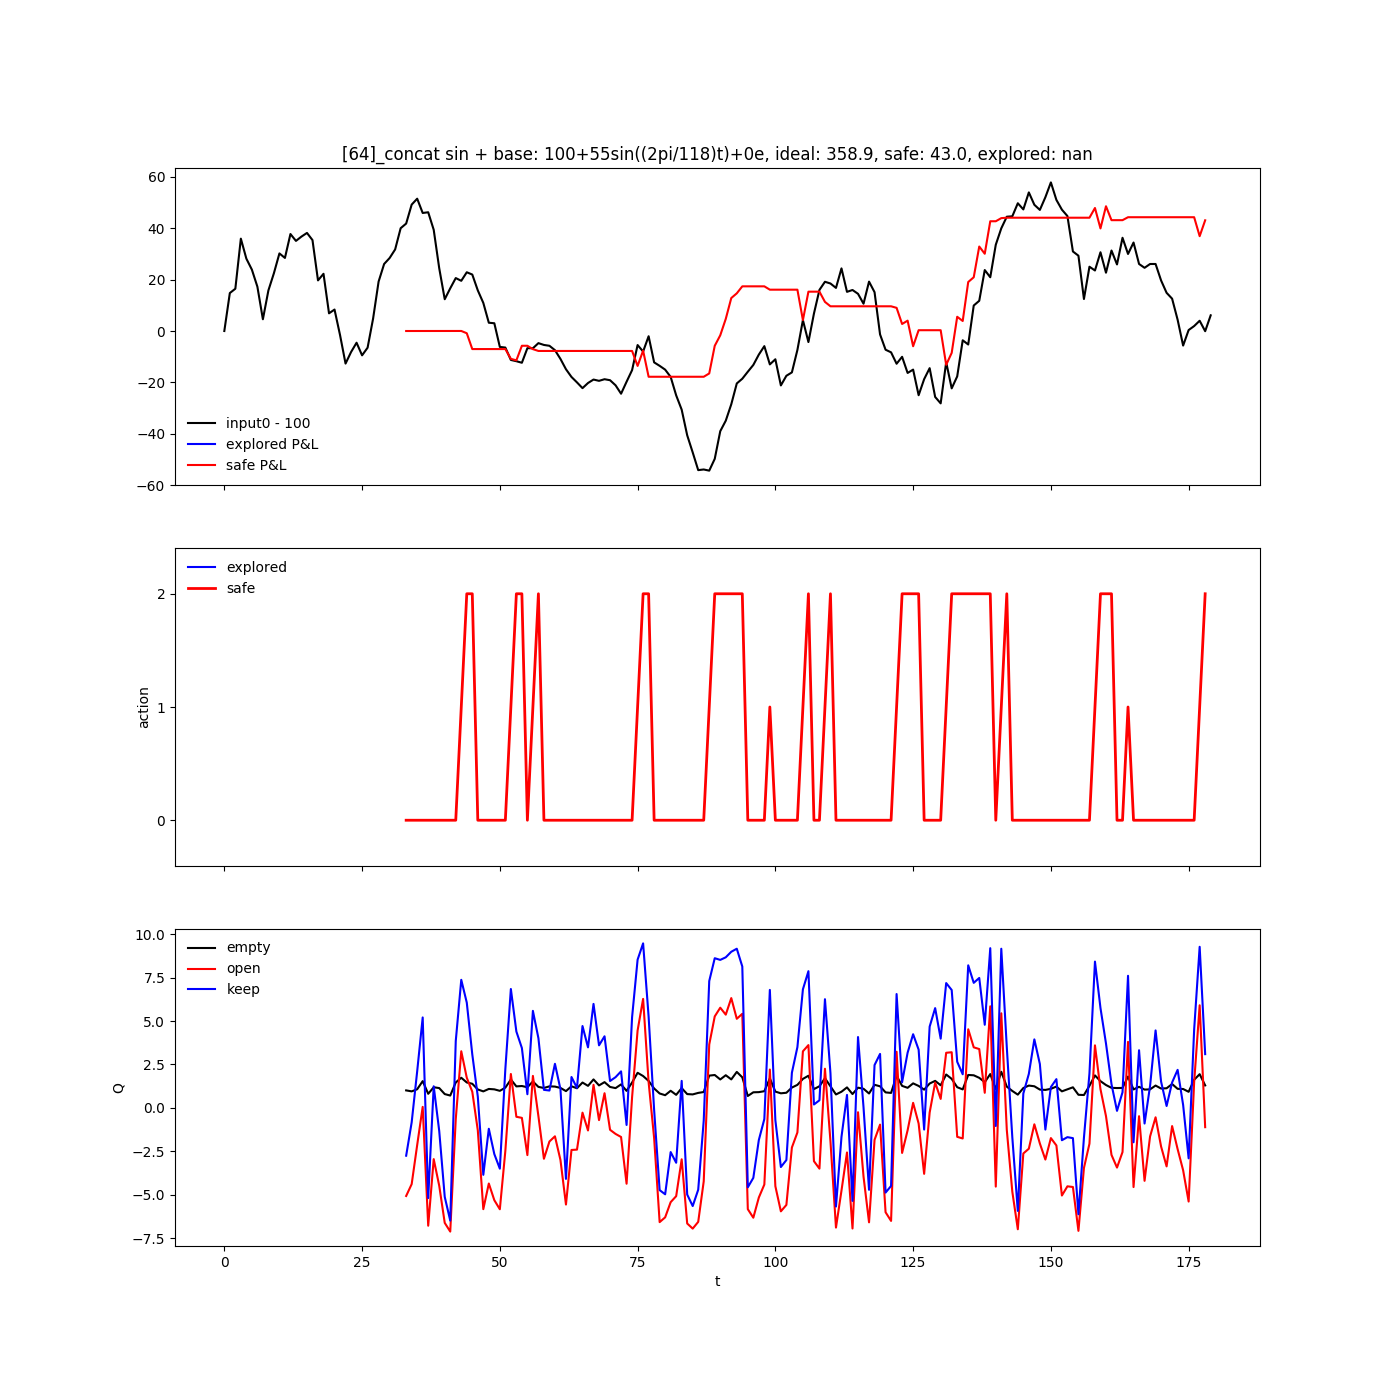 [64]_concat sin + base: 100+55sin((2pi/118)t)+0e, ideal: 358.9, safe: 43.0, explored: nan
60
40
20
0
−20
−40
−60
input0 - 100
explored P&L
safe P&L
2
1
0
action
explored
safe
10.0
7.5
5.0
2.5
0.0
−2.5
−5.0
−7.5
Q
empty
open
keep
0 25 50 75 100 125 150 175
t